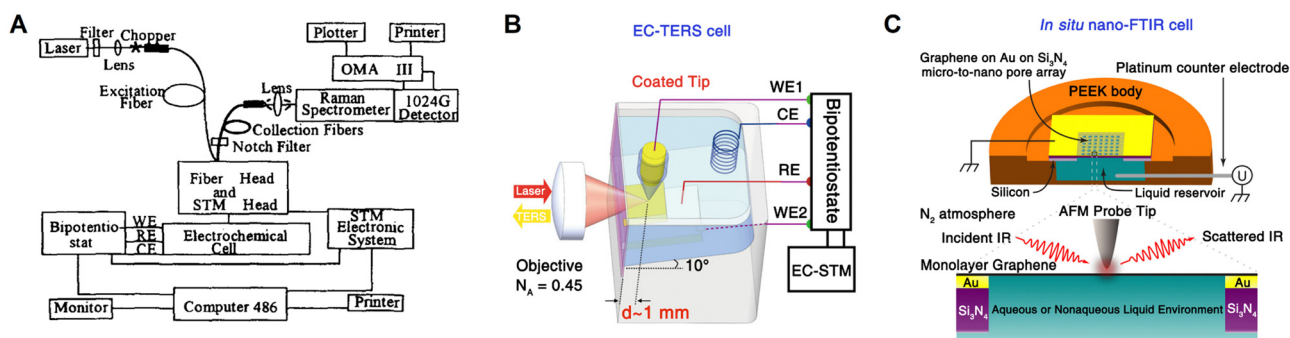 A
Filter
Chopper
Laser
Lens
Excitation
Fiber
Plotter
Printer
OMA III
Lens
Raman
Spectrometer
1024G
Detector
Collection Fibers
Notch Filter
Fiber Head
and
STM Head
Bipotentio
stat
WE
RE
CE
Electrochemical
Cell
STM
Electronic
System
Monitor
Computer 486
Printer
B
EC-TERS cell
Coated Tip
WE1
CE
RE
WE2
Bipotentiostate
EC-STM
Laser
TERS
Objective
N_A = 0.45
10°
d~1 mm
C
In situ nano-FTIR cell
Graphene on Au on Si₃N₄
micro-to-nano pore array
Platinum counter electrode
PEEK body
U
Silicon
Liquid reservoir
N₂ atmosphere
AFM Probe Tip
Incident IR
Scattered IR
Monolayer Graphene
Au
Au
Si₃N₄
Aqueous or Nonaqueous Liquid Environment
Si₃N₄